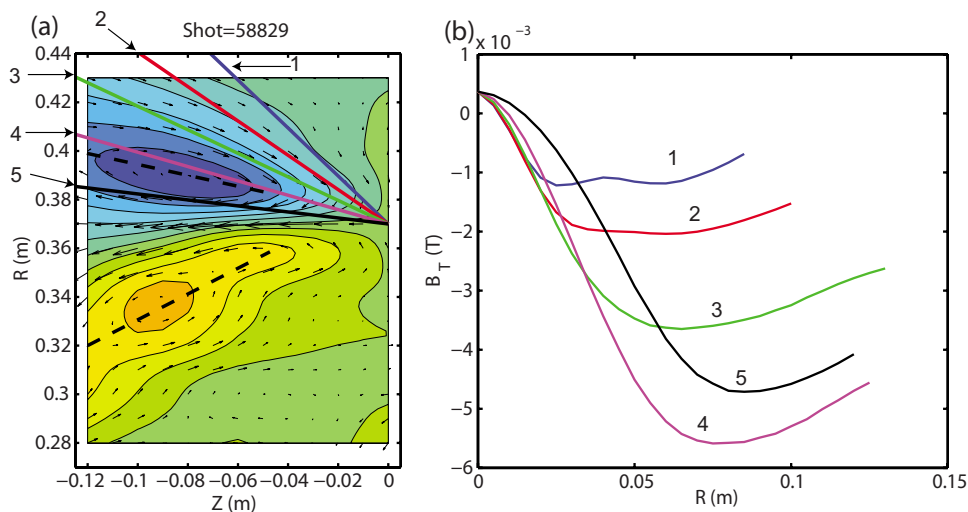 (a)
Shot=58829
2
3
4
5
1
0.44
0.42
0.4
0.38
0.36
0.34
0.32
0.3
0.28
R (m)
−0.12 −0.1 −0.08 −0.06 −0.04 −0.02 0
Z (m)
(b)
x 10⁻³
1
0
−1
−2
−3
−4
−5
−6
B_T (T)
1
2
3
5
4
0 0.05 0.1 0.15
R (m)